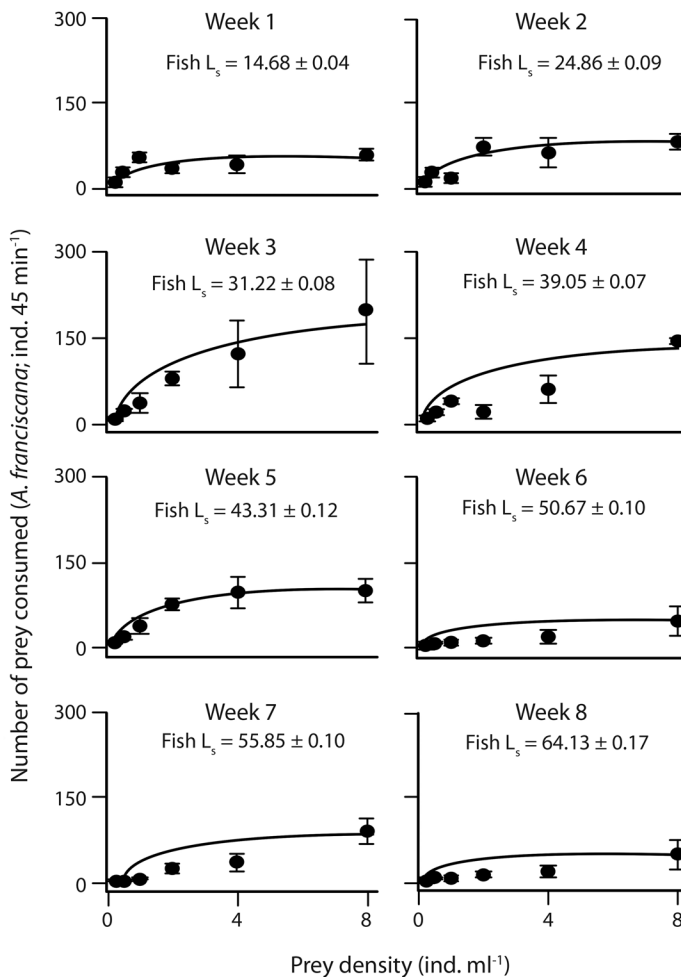 Number of prey consumed (A. franciscana; ind. 45 min⁻¹)
Week 1
Fish Lₛ = 14.68 ± 0.04
300
150
0
Week 2
Fish Lₛ = 24.86 ± 0.09
Week 3
Fish Lₛ = 31.22 ± 0.08
300
150
0
Week 4
Fish Lₛ = 39.05 ± 0.07
Week 5
Fish Lₛ = 43.31 ± 0.12
300
150
0
Week 6
Fish Lₛ = 50.67 ± 0.10
Week 7
Fish Lₛ = 55.85 ± 0.10
300
150
0
Week 8
Fish Lₛ = 64.13 ± 0.17
0 4 8
0 4 8
Prey density (ind. ml⁻¹)